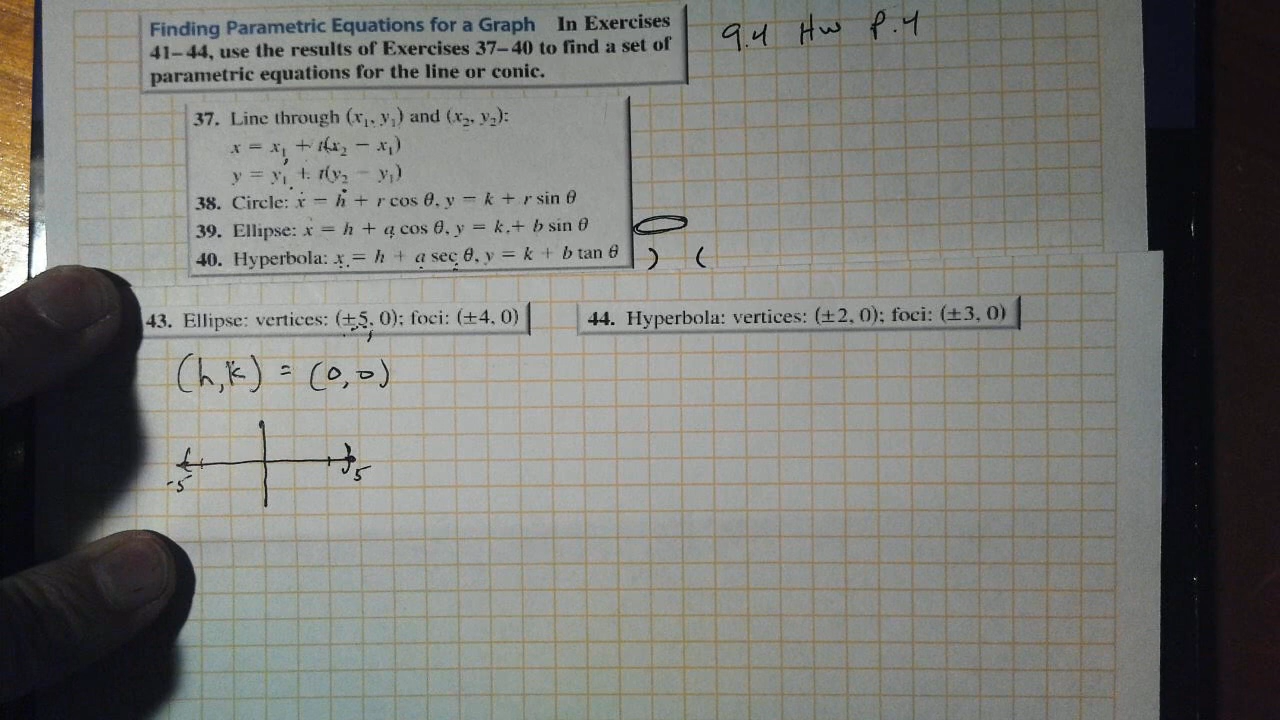 Finding Parametric Equations for a Graph In Exercises
41–44, use the results of Exercises 37–40 to find a set of
parametric equations for the line or conic.
9.4 HW P.4
37. Line through (x₁, y₁) and (x₂, y₂):
x = x₁ + t(x₂ − x₁)
y = y₁ + t(y₂ − y₁)
38. Circle: x = h + r cos θ, y = k + r sin θ
39. Ellipse: x = h + a cos θ, y = k + b sin θ
40. Hyperbola: x = h + a sec θ, y = k + b tan θ
43. Ellipse: vertices: (±5, 0); foci: (±4, 0)
44. Hyperbola: vertices: (±2, 0); foci: (±3, 0)
(h,k) = (0,0)
-5 5